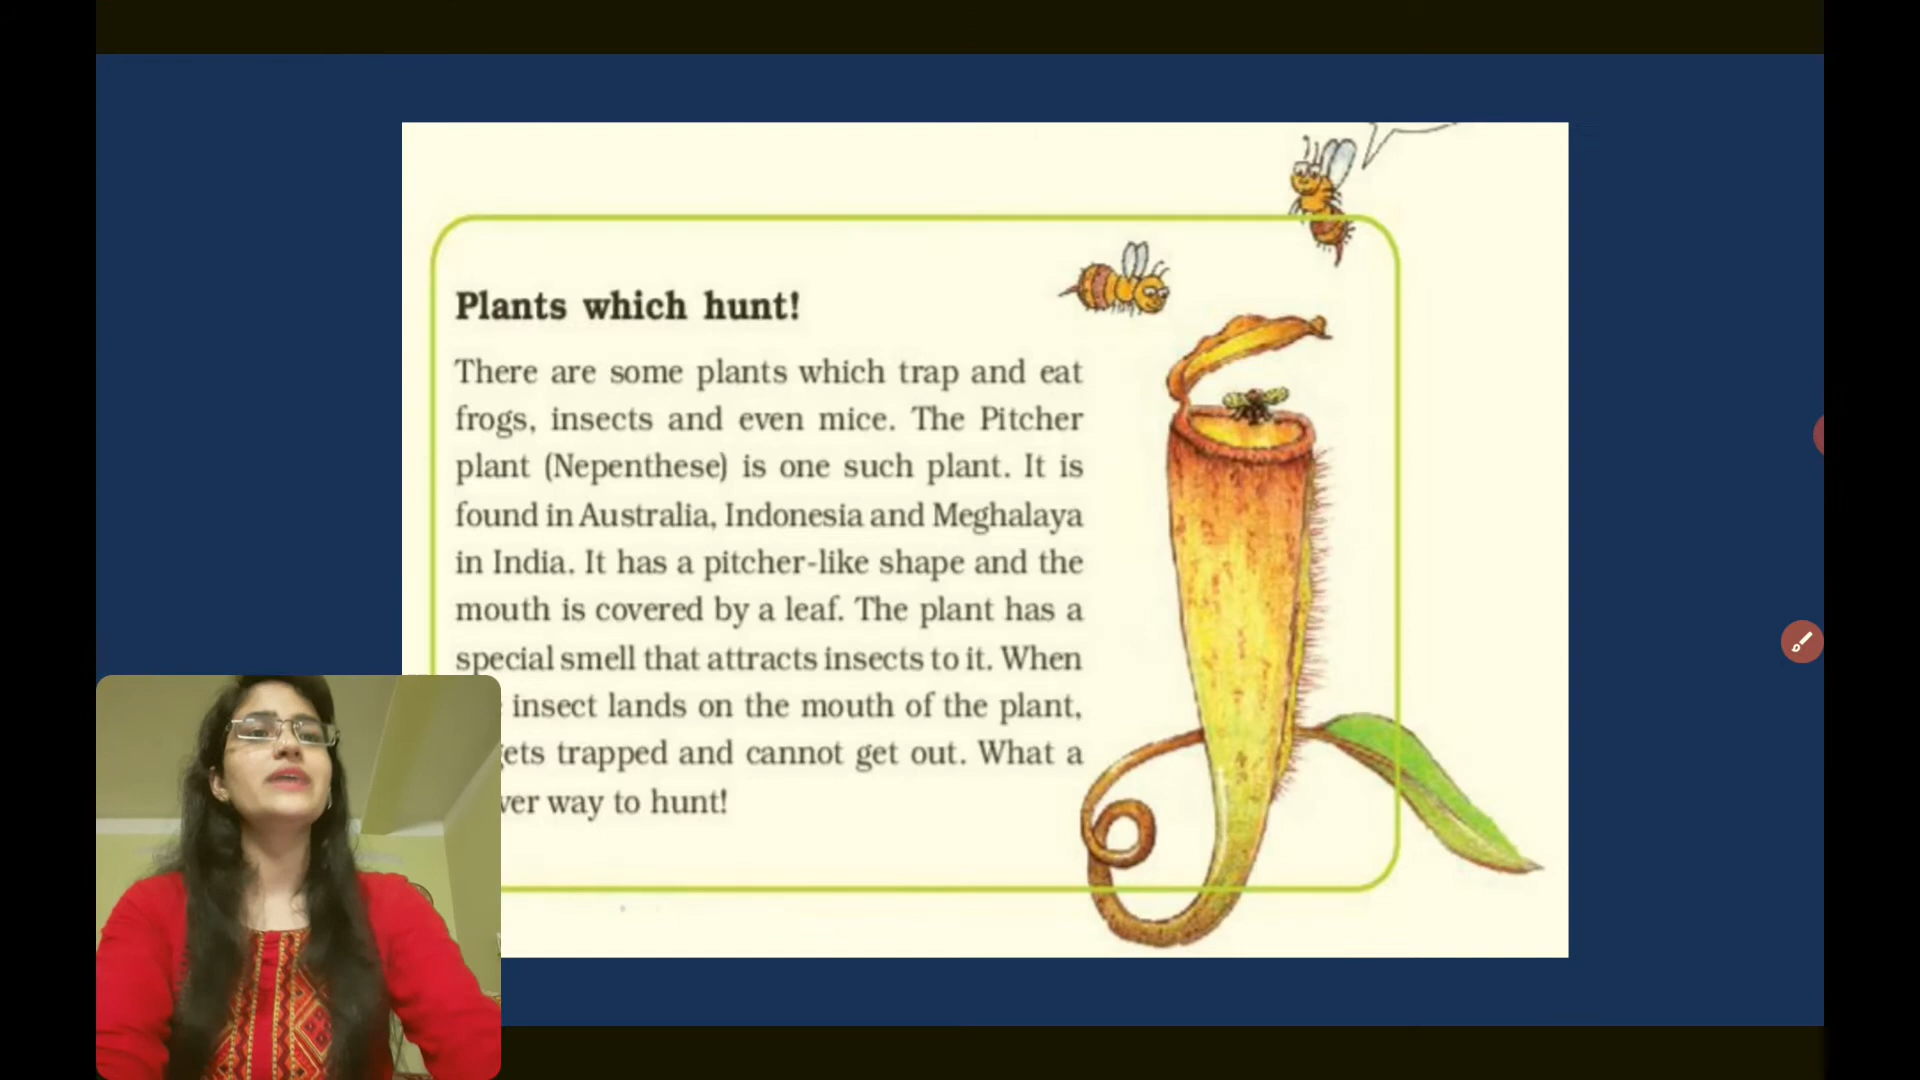 Plants which hunt!
There are some plants which trap and eat
frogs, insects and even mice. The Pitcher
plant (Nepenthese) is one such plant. It is
found in Australia, Indonesia and Meghalaya
in India. It has a pitcher-like shape and the
mouth is covered by a leaf. The plant has a
special smell that attracts insects to it. When
insect lands on the mouth of the plant,
trapped and cannot get out. What a
way to hunt!